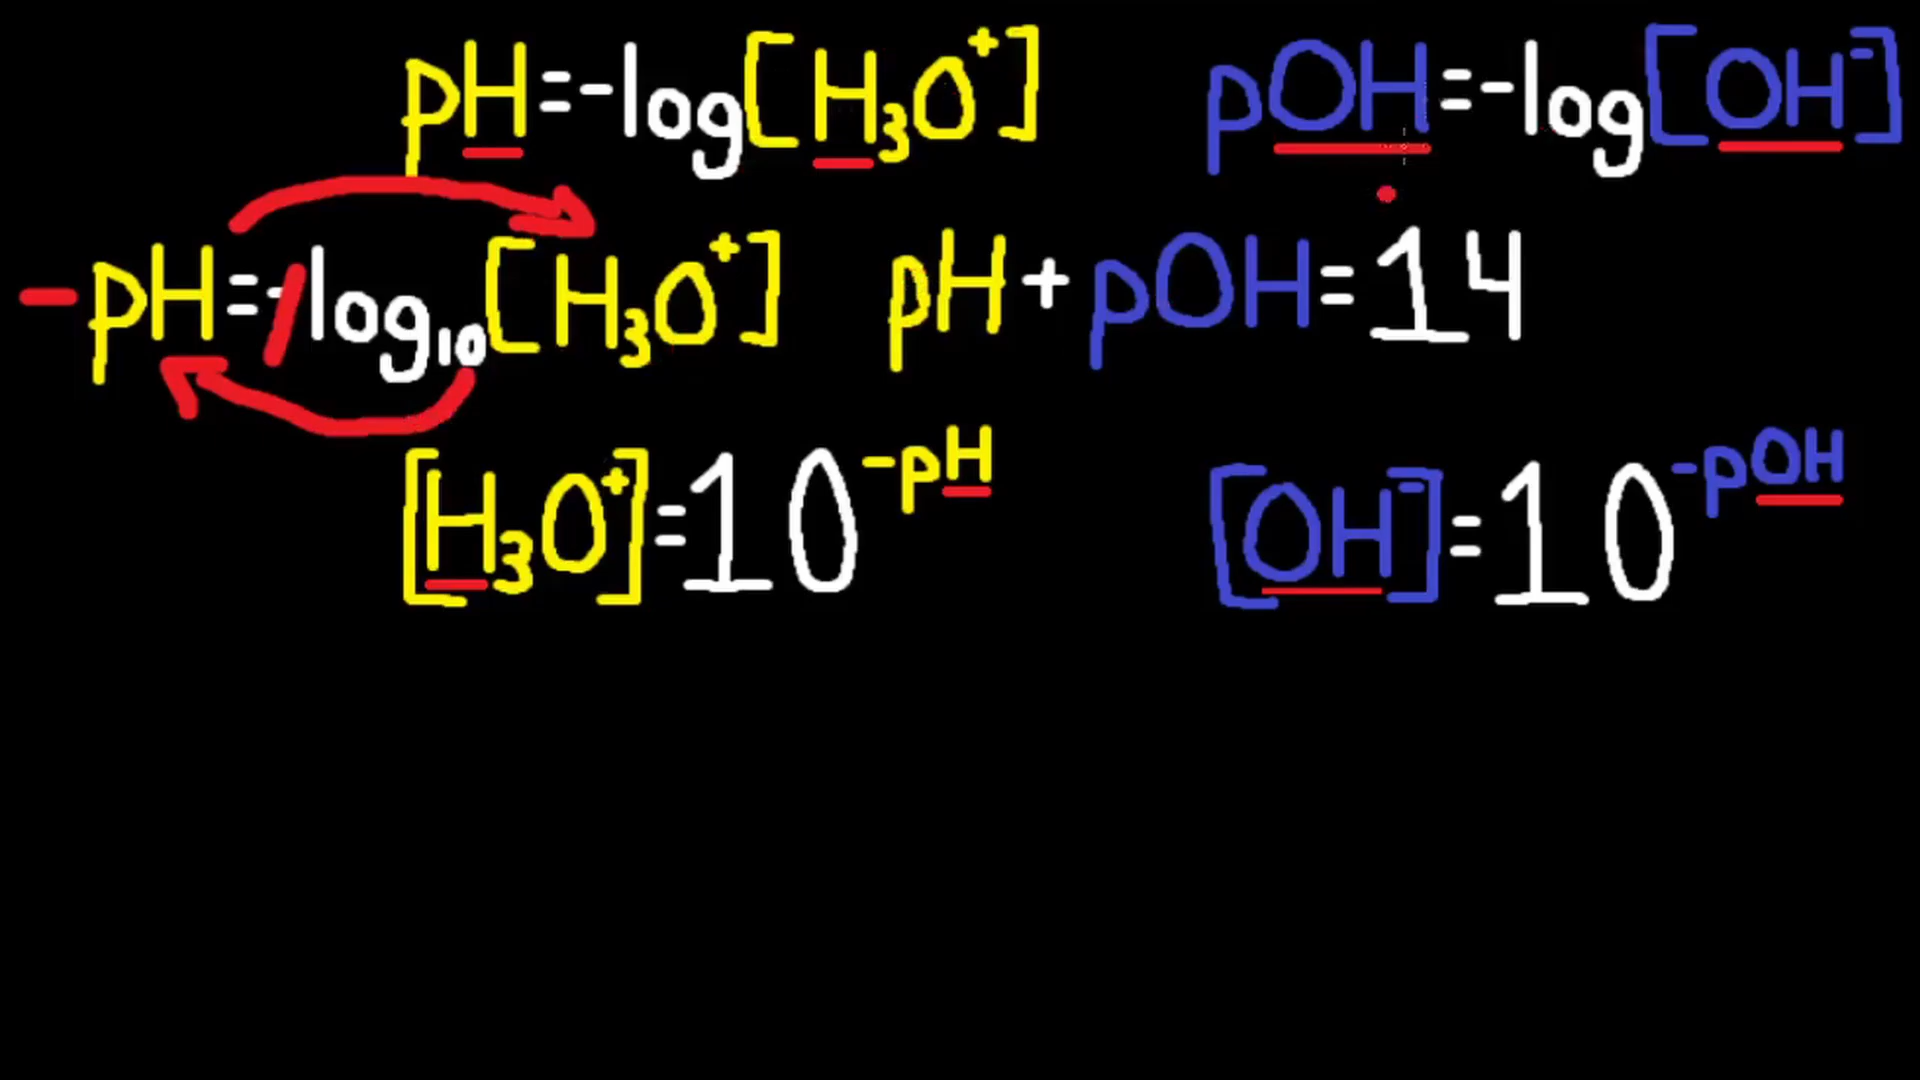 pH=-log[H₃O⁺] pOH=-log[OH⁻]
-pH=-log₁₀[H₃O⁺] pH+pOH=14
[H₃O⁺]=10^-pH [OH⁻]=10^-pOH